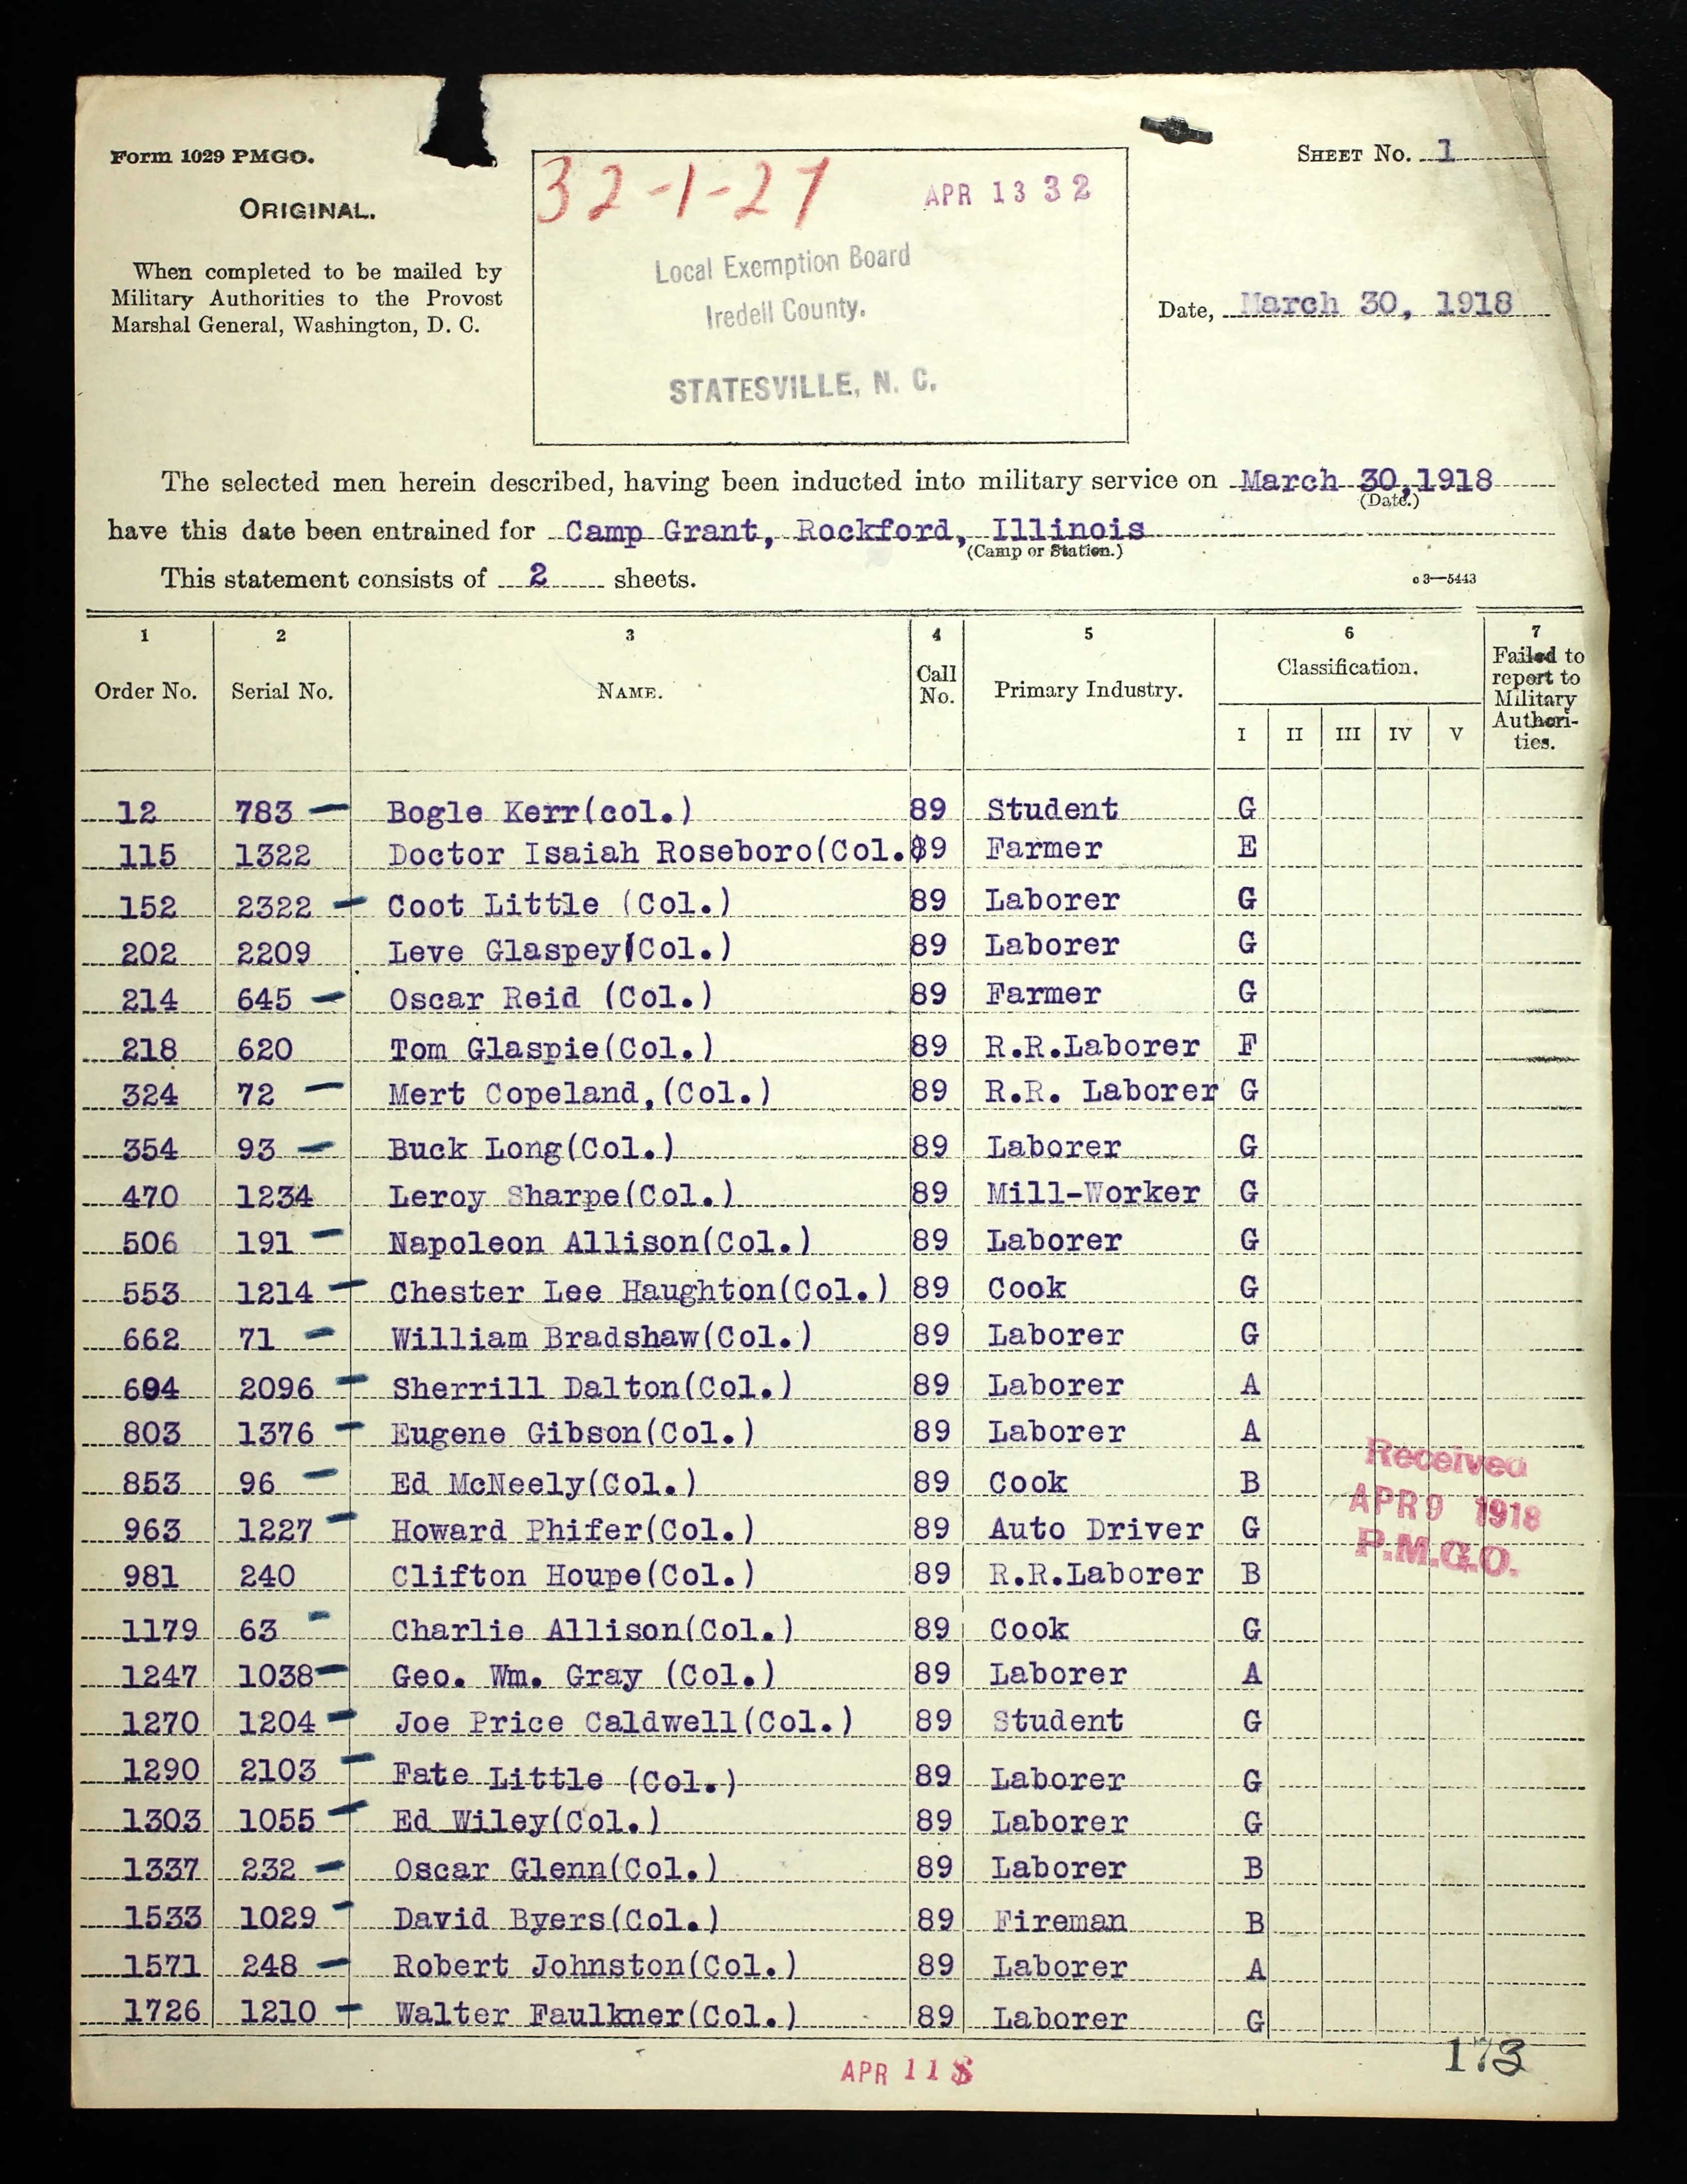 Form 1029 PMGO.
ORIGINAL.
When completed to be mailed by
Military Authorities to the Provost
Marshal General, Washington, D. C.
32-1-27 APR 13 32
Local Exemption Board
Iredell County.
STATESVILLE, N. C.
SHEET No. 1
Date, March 30, 1918
The selected men herein described, having been inducted into military service on March 30,1918
(Date.)
have this date been entrained for Camp Grant, Rockford, Illinois
(Camp or Station.)
This statement consists of 2 sheets.
c3—5443
1 2 3 4 5 6 7
Order No. Serial No. NAME. Call No. Primary Industry. Classification. Failed to report to Military Authori-ties.
I II III IV V
12 783 — Bogle Kerr(col.) 89 Student G
115 1322 Doctor Isaiah Roseboro(Col. 89 Farmer E
152 2322 — Coot Little (Col.) 89 Laborer G
202 2209 Leve Glaspey(Col.) 89 Laborer G
214 645 — Oscar Reid (Col.) 89 Farmer G
218 620 Tom Glaspie(Col.) 89 R.R.Laborer F
324 72 — Mert Copeland,(Col.) 89 R.R. Laborer G
354 93 — Buck Long(Col.) 89 Laborer G
470 1234 Leroy Sharpe(Col.) 89 Mill-Worker G
506 191 — Napoleon Allison(Col.) 89 Laborer G
553 1214 — Chester Lee Haughton(Col.) 89 Cook G
662 71 — William Bradshaw(Col.) 89 Laborer G
694 2096 — Sherrill Dalton(Col.) 89 Laborer A
803 1376 — Eugene Gibson(Col.) 89 Laborer A
853 96 — Ed McNeely(Col.) 89 Cook B
963 1227 — Howard Phifer(Col.) 89 Auto Driver G
981 240 Clifton Houpe(Col.) 89 R.R.Laborer B
1179 63 — Charlie Allison(Col.) 89 Cook G
1247 1038 — Geo. Wm. Gray (Col.) 89 Laborer A
1270 1204 — Joe Price Caldwell(Col.) 89 Student G
1290 2103 — Fate Little (Col.) 89 Laborer G
1303 1055 — Ed Wiley(Col.) 89 Laborer G
1337 232 — Oscar Glenn(Col.) 89 Laborer B
1533 1029 — David Byers(Col.) 89 Fireman B
1571 248 — Robert Johnston(Col.) 89 Laborer A
1726 1210 — Walter Faulkner(Col.) 89 Laborer G
Received
APR 9 1918
P.M.G.O.
173
APR 11